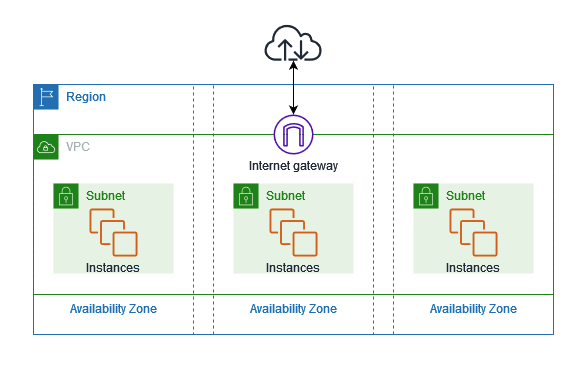 Region
VPC
Internet gateway
Subnet
Subnet
Subnet
Instances
Instances
Instances
Availability Zone
Availability Zone
Availability Zone